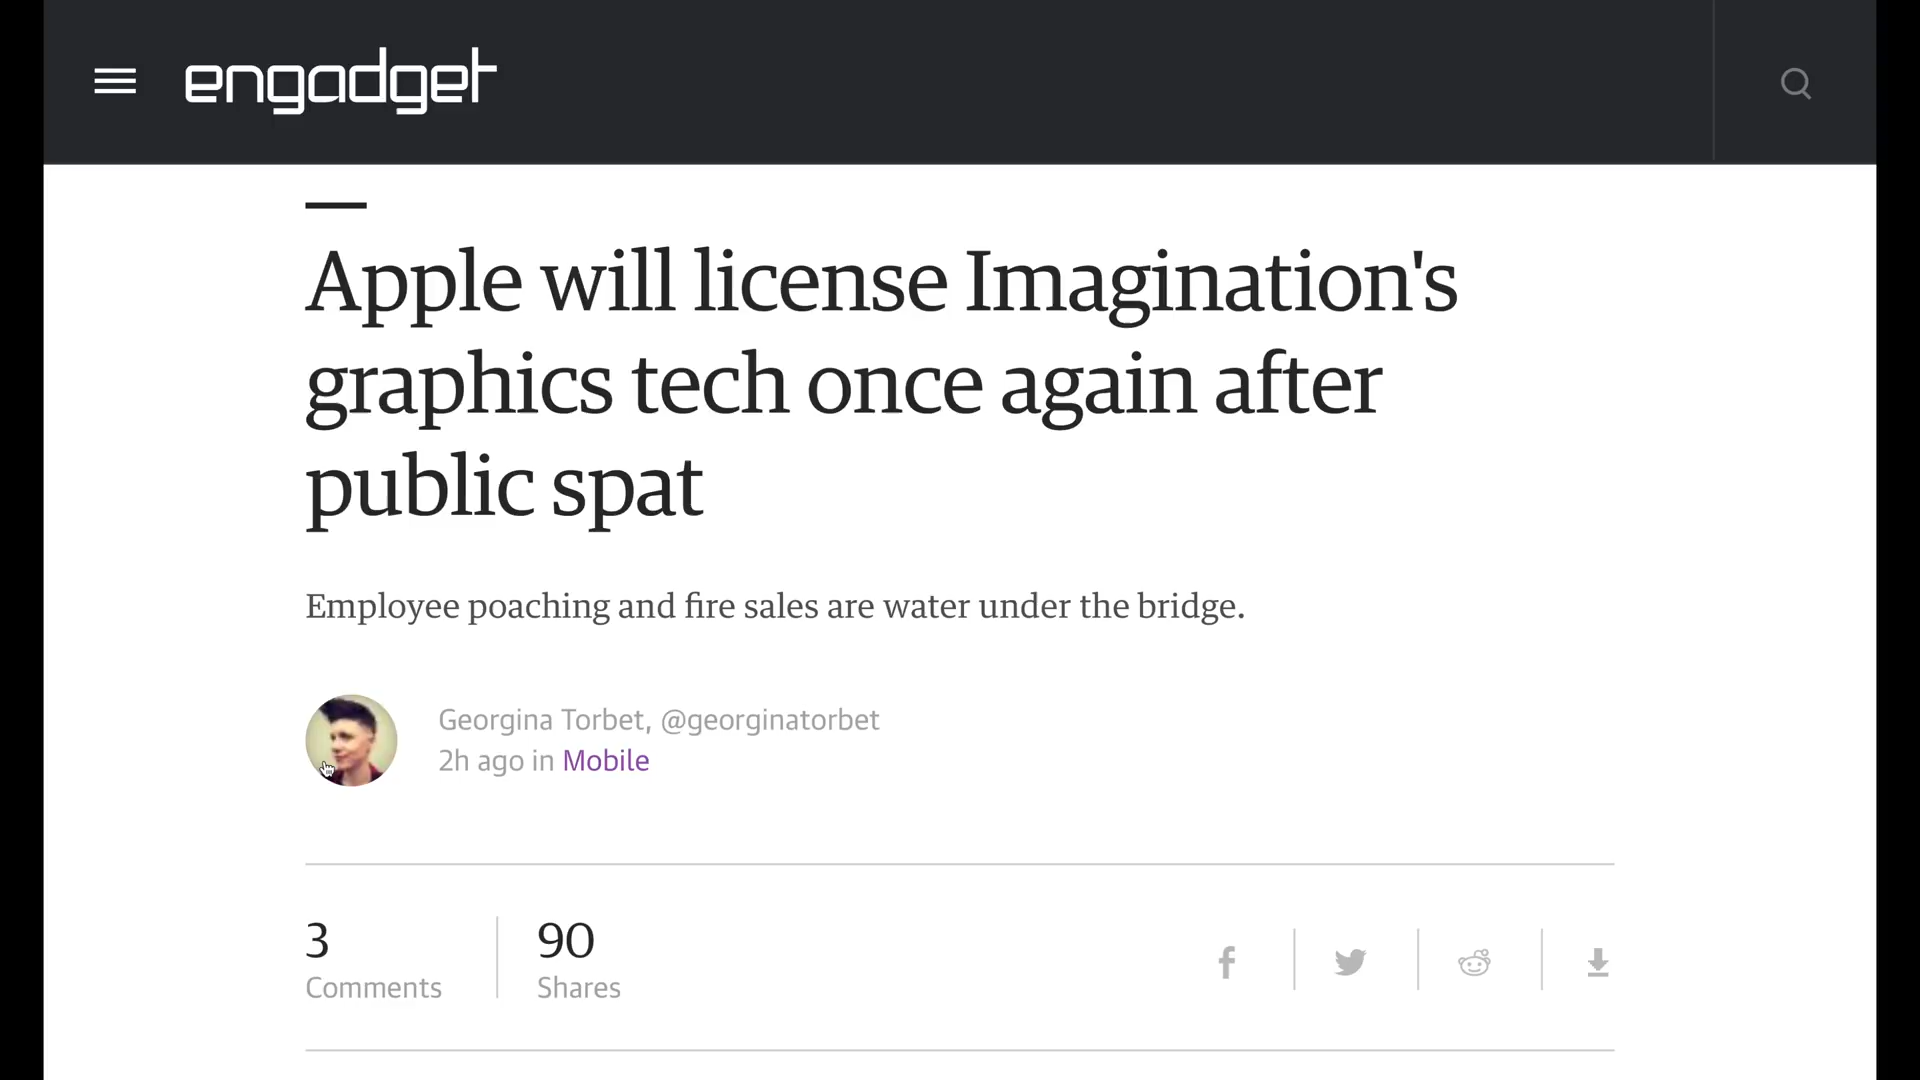 engadget
Apple will license Imagination's
graphics tech once again after
public spat
Employee poaching and fire sales are water under the bridge.
Georgina Torbet, @georginatorbet
2h ago in Mobile
3
Comments
90
Shares